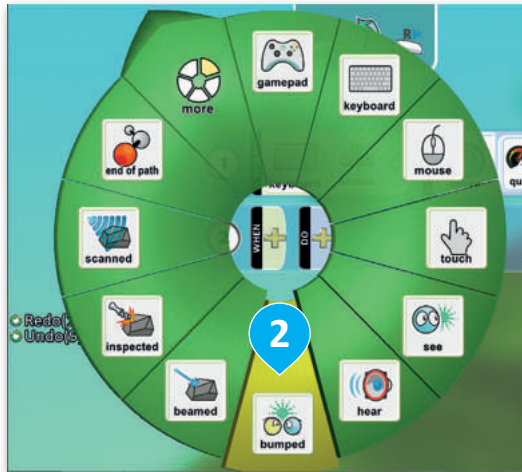 R
gamepad
keyboard
mouse
touch
see
hear
bumped
beamed
inspected
scanned
end of path
more
WHEN
DO
Redo(
Undo(S
2